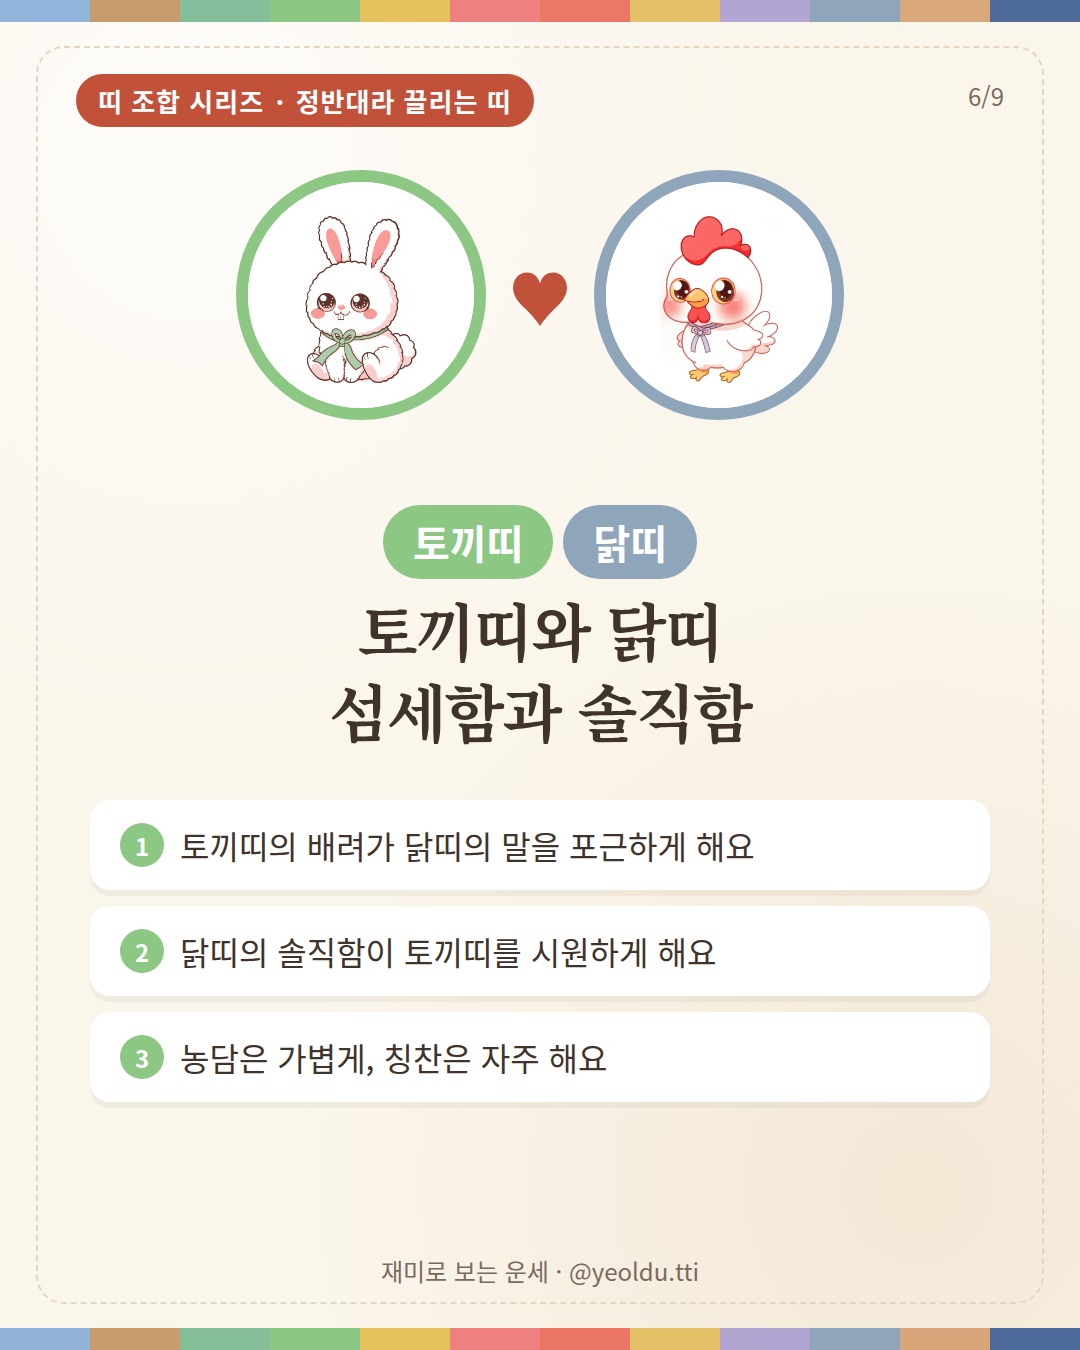 띠 조합 시리즈 · 정반대라 끌리는 띠
6/9
토끼띠 닭띠
토끼띠와 닭띠
섬세함과 솔직함
1 토끼띠의 배려가 닭띠의 말을 포근하게 해요
2 닭띠의 솔직함이 토끼띠를 시원하게 해요
3 농담은 가볍게, 칭찬은 자주 해요
재미로 보는 운세 · @yeoldu.tti